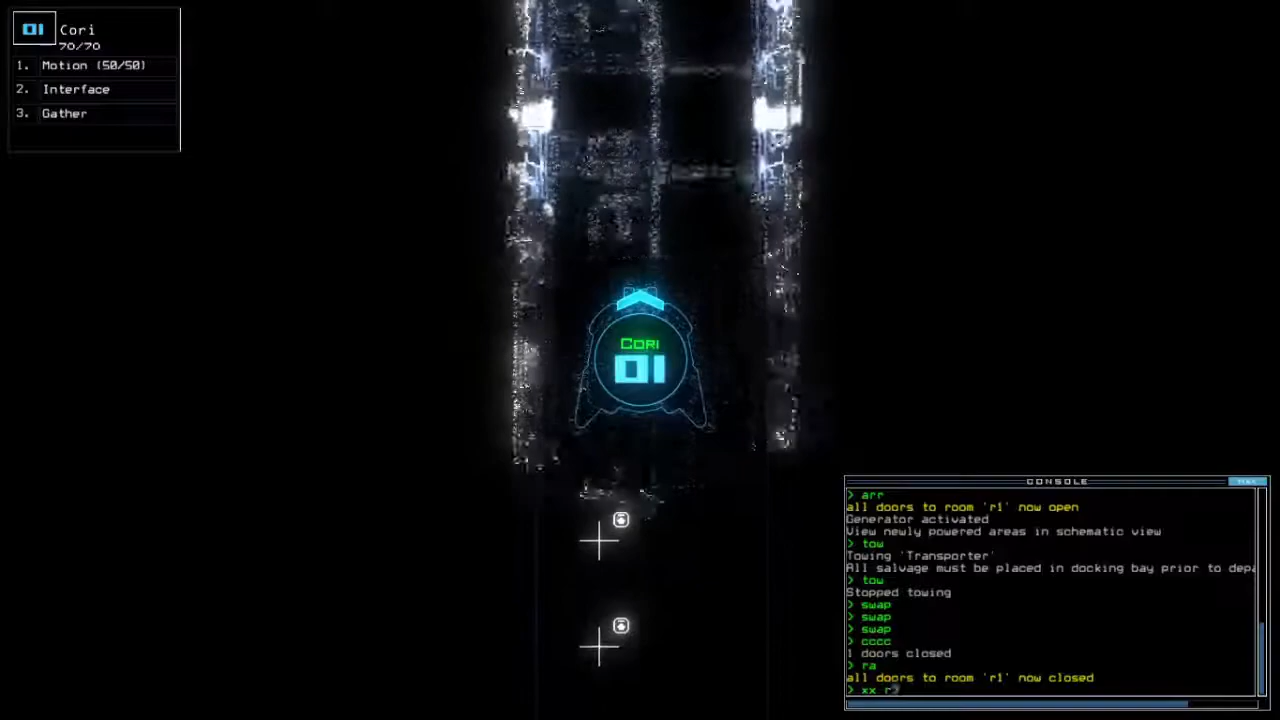 01 Cori
70/70
1. Motion (50/50)
2. Interface
3. Gather
Cori
01
CONSOLE
> arr
all doors to room 'r1' now open
Generator activated
View newly powered areas in schematic view
> tow
Towing 'Transporter'
All salvage must be placed in docking bay prior to depa
> tow
Stopped towing
> swap
> swap
> swap
> cccc
1 doors closed
> ra
all doors to room 'r1' now closed
> xx r